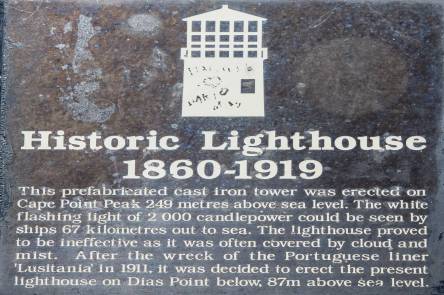 Historic Lighthouse
1860-1919
This prefabricated cast iron tower was erected on
Cape Point Peak 249 metres above sea level. The white
flashing light of 2 000 candlepower could be seen by
ships 67 kilometres out to sea. The lighthouse proved
to be ineffective as it was often covered by cloud and
mist. After the wreck of the Portuguese liner
'Lusitania' in 1911, it was decided to erect the present
lighthouse on Dias Point below, 87m above sea level.